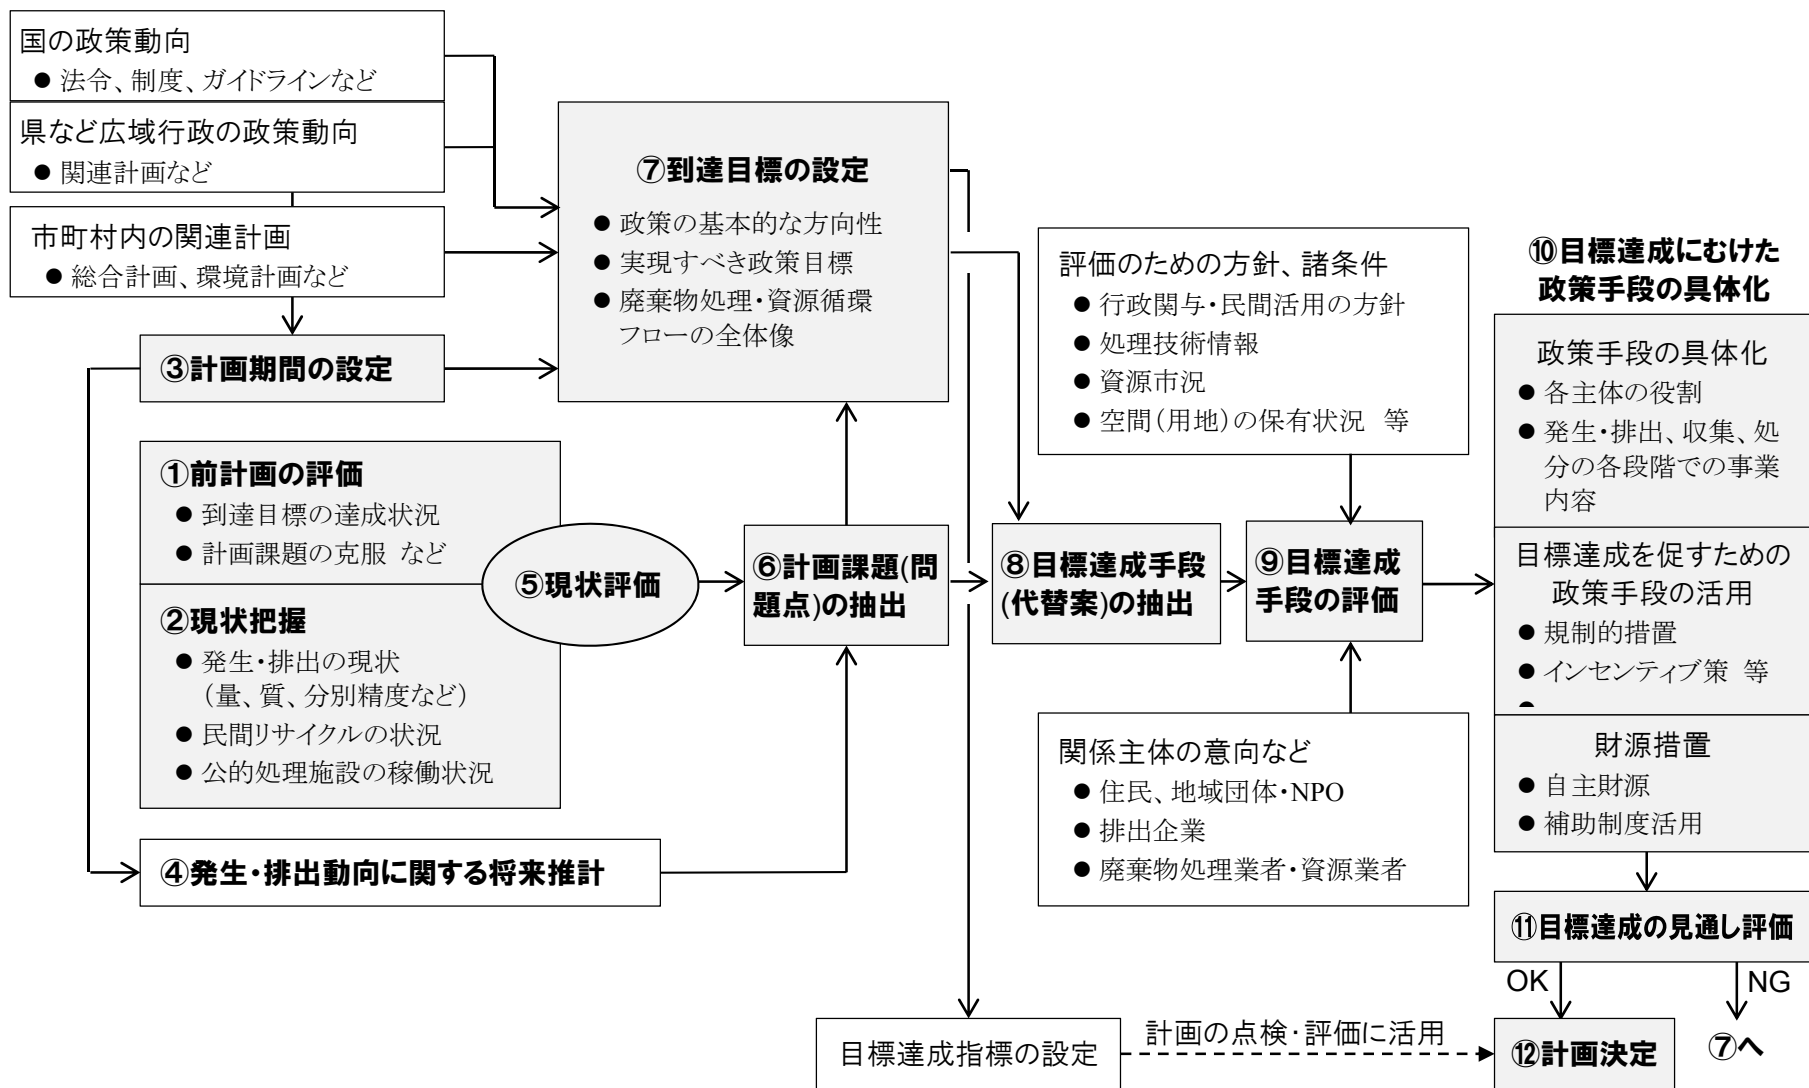 国の政策動向
● 法令、制度、ガイドラインなど
県など広域行政の政策動向
● 関連計画など
市町村内の関連計画
● 総合計画、環境計画など
③計画期間の設定
①前計画の評価
● 到達目標の達成状況
● 計画課題の克服 など
②現状把握
● 発生・排出の現状
（量、質、分別精度など）
● 民間リサイクルの状況
● 公的処理施設の稼働状況
⑤現状評価
④発生・排出動向に関する将来推計
⑥計画課題(問
題点)の抽出
⑦到達目標の設定
● 政策の基本的な方向性
● 実現すべき政策目標
● 廃棄物処理・資源循環
フローの全体像
⑧目標達成手段
(代替案)の抽出
評価のための方針、諸条件
● 行政関与・民間活用の方針
● 処理技術情報
● 資源市況
● 空間（用地）の保有状況 等
⑨目標達成
手段の評価
関係主体の意向など
● 住民、地域団体・NPO
● 排出企業
● 廃棄物処理業者・資源業者
⑩目標達成にむけた
政策手段の具体化
政策手段の具体化
● 各主体の役割
● 発生・排出、収集、処
分の各段階での事業
内容
目標達成を促すための
政策手段の活用
● 規制的措置
● インセンティブ策 等
●
財源措置
● 自主財源
● 補助制度活用
⑪目標達成の見通し評価
OK
NG
目標達成指標の設定
計画の点検・評価に活用
⑫計画決定
⑦へ